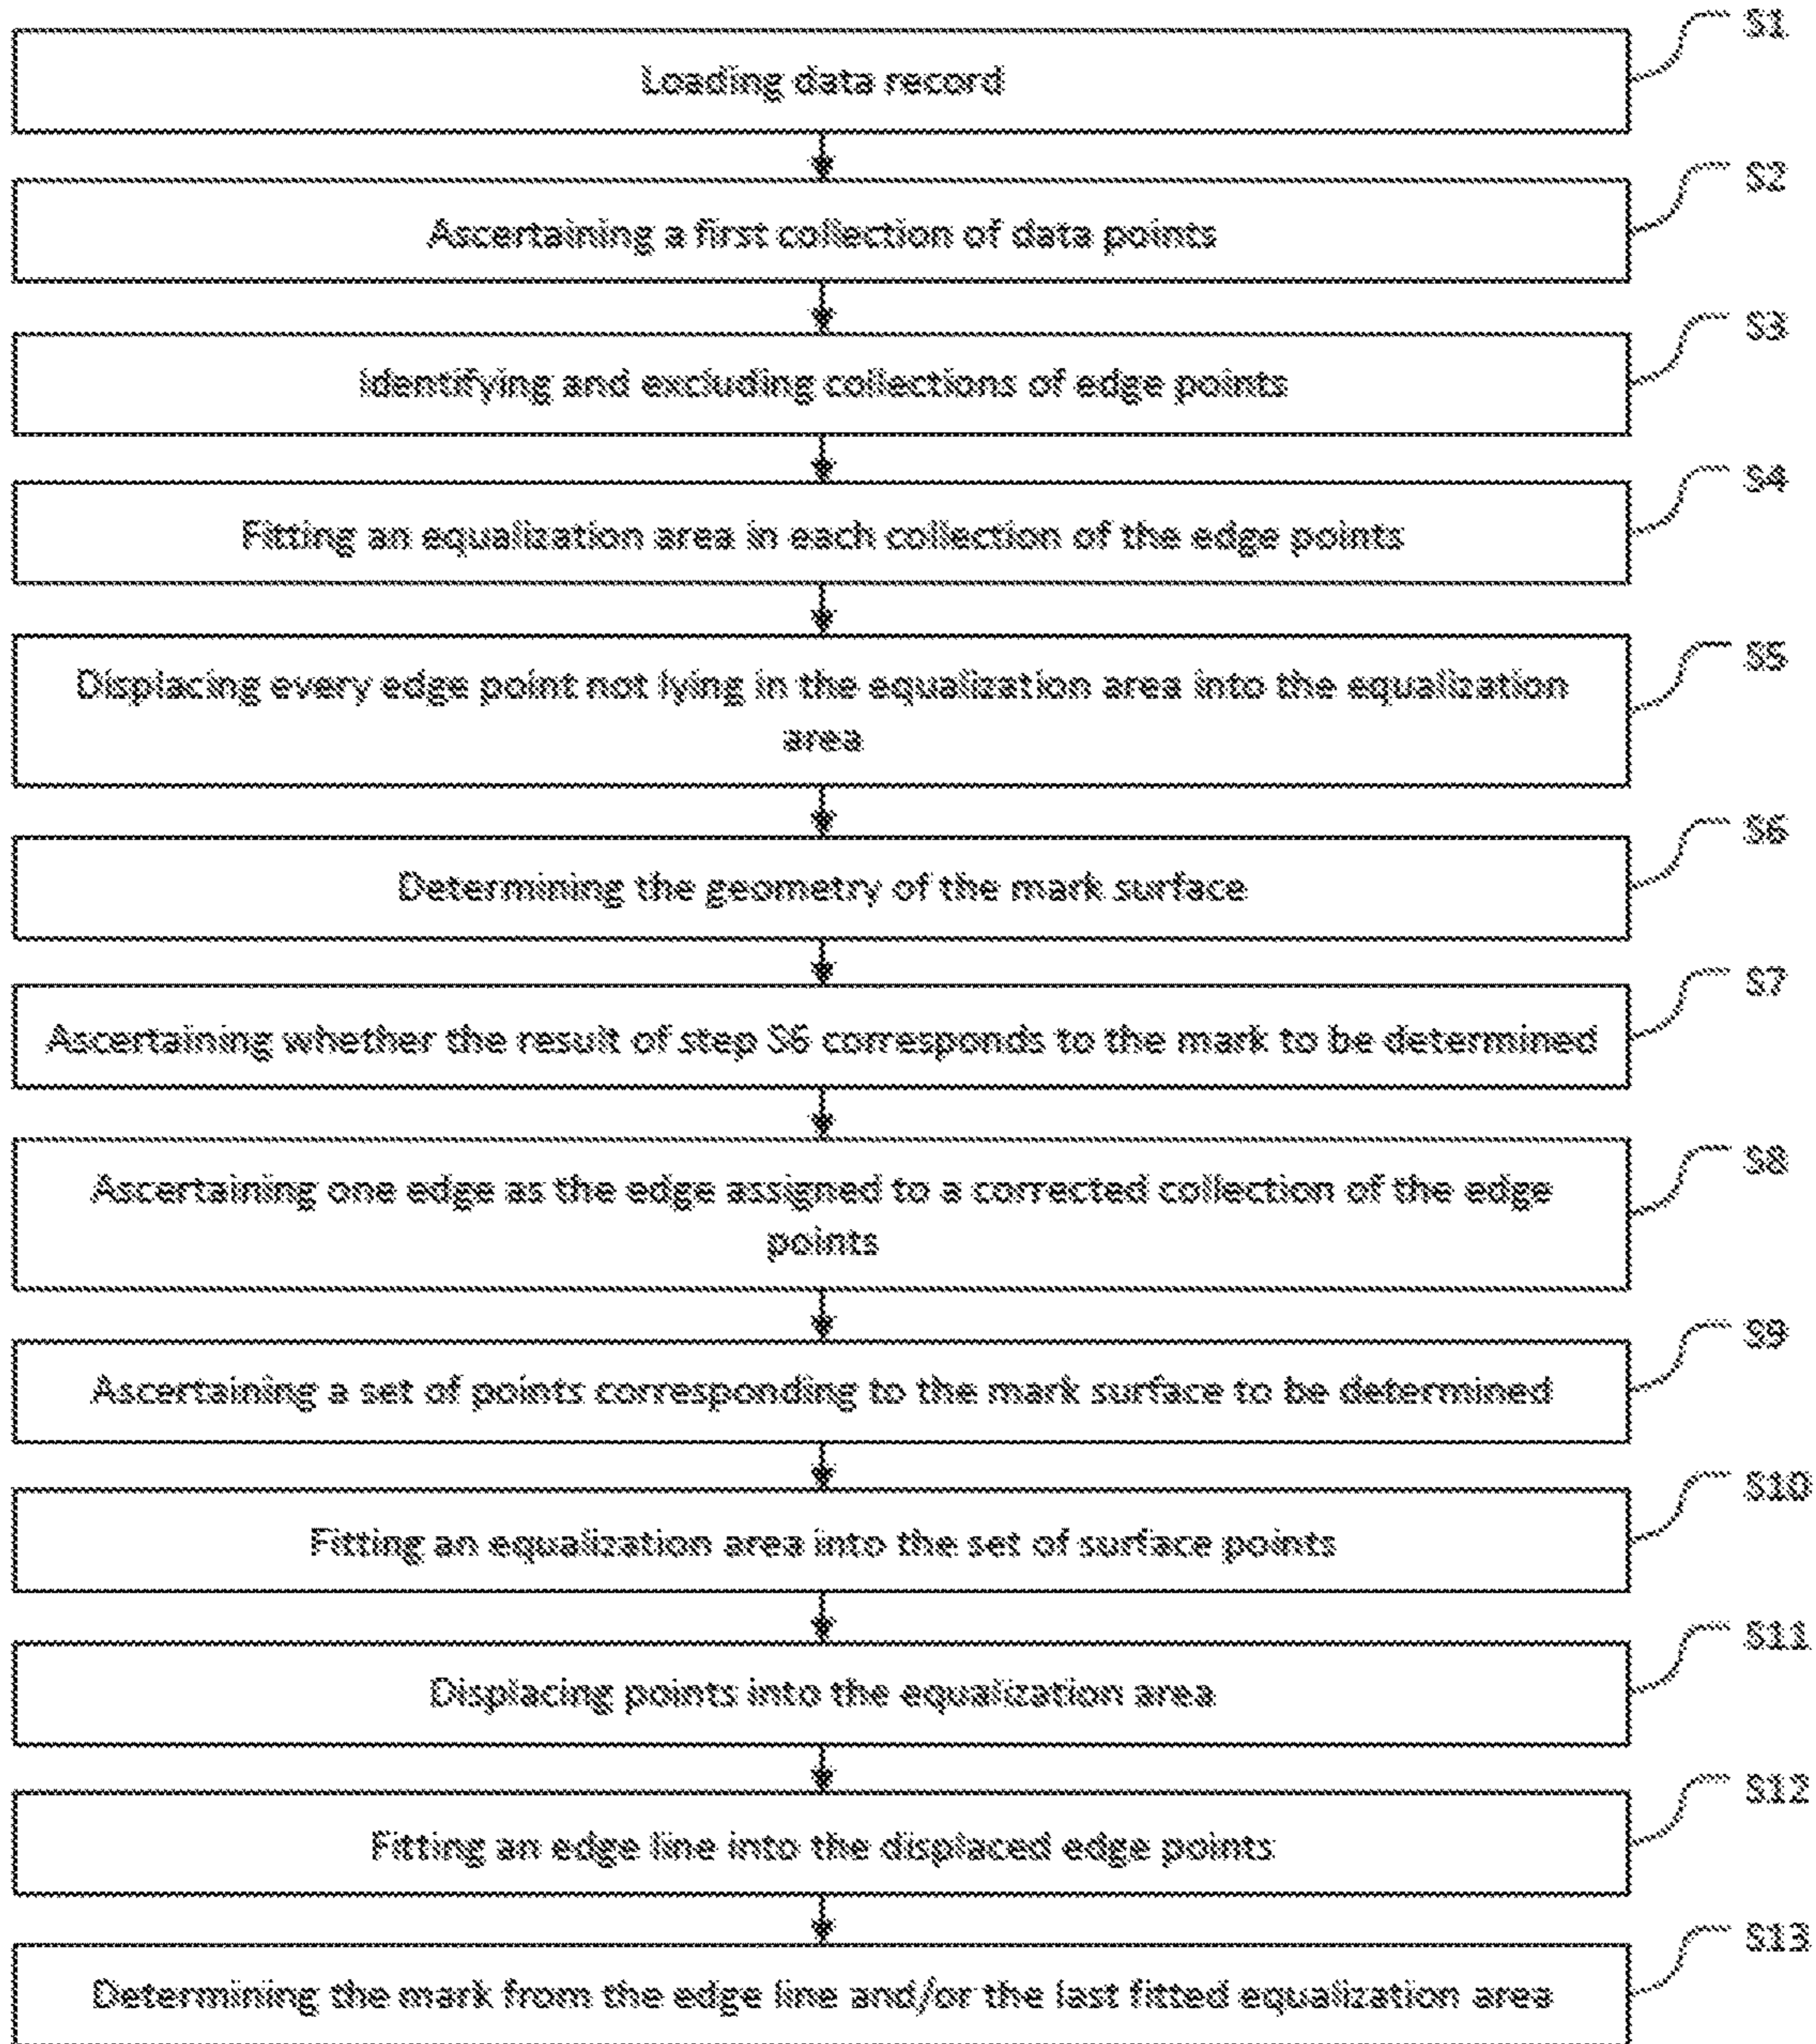 Loading data record
S1
Ascertaining a first collection of data points
S2
Identifying and excluding collections of edge points
S3
Fitting an equalization area in each collection of the edge points
S4
Displacing every edge point not lying in the equalization area into the equalization
area
S5
Determining the geometry of the mark surface
S6
Ascertaining whether the result of step S6 corresponds to the mark to be determined
S7
Ascertaining one edge as the edge assigned to a corrected collection of the edge
points
S8
Ascertaining a set of points corresponding to the mark surface to be determined
S9
Fitting an equalization area into the set of surface points
S10
Displacing points into the equalization area
S11
Fitting an edge line into the displaced edge points
S12
Determining the mark from the edge line and/or the last fitted equalization area
S13